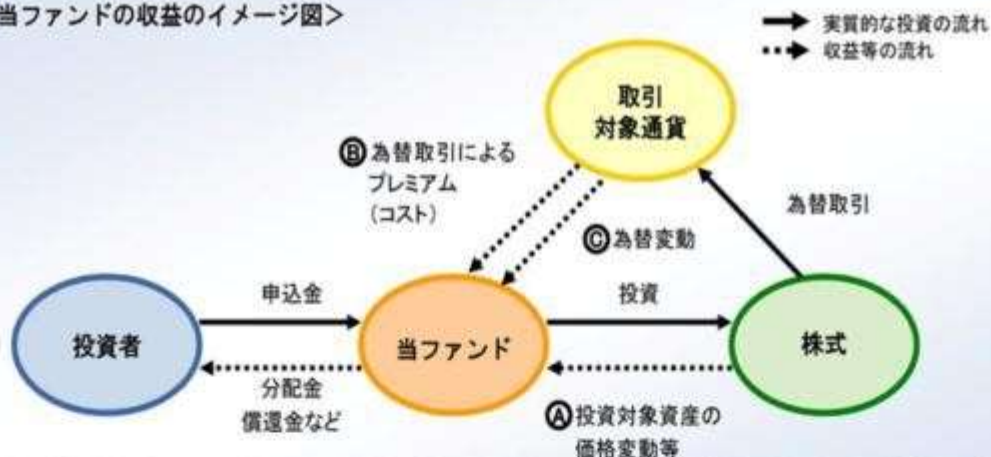 当ファンドの収益のイメージ図＞
実質的な投資の流れ
収益等の流れ
取引
対象通貨
Ⓑ為替取引による
プレミアム
（コスト）
為替取引
Ⓒ為替変動
申込金
投資
投資者
当ファンド
株式
分配金
償還金など
Ⓐ投資対象資産の
価格変動等